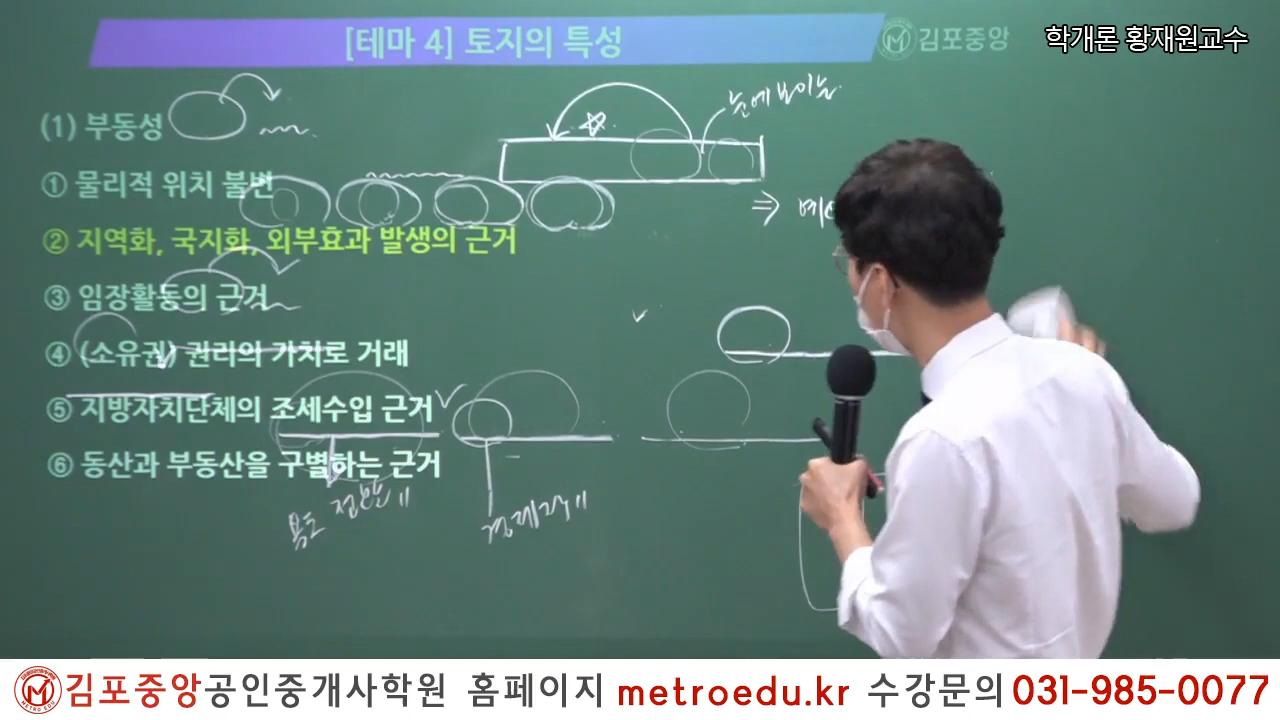 [테마 4] 토지의 특성
김포중앙
학개론 황재원교수
(1) 부동성
눈에 보이는
① 물리적 위치 불변
② 지역화, 국지화, 외부효과 발생의 근거
③ 임장활동의 근거
④ (소유권) 권리의 가치로 거래
⑤ 지방자치단체의 조세수입 근거
⑥ 동산과 부동산을 구별하는 근거
용도
METRO EDU
김포중앙공인중개사학원 홈페이지 metroedu.kr 수강문의 031-985-0077